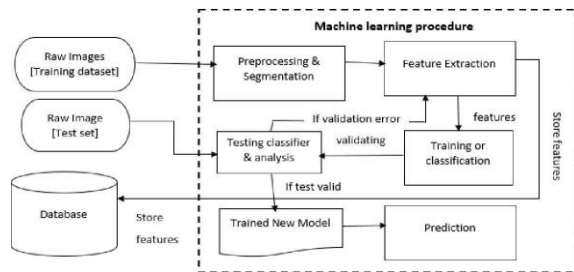 Machine learning procedure
Raw Images
[Training dataset]
Preprocessing &
Segmentation
Feature Extraction
Raw Image
[Test set]
If validation error
features
Store features
Testing classifier
& analysis
validating
Training or
classification
If test valid
Database
Store
features
Trained New Model
Prediction